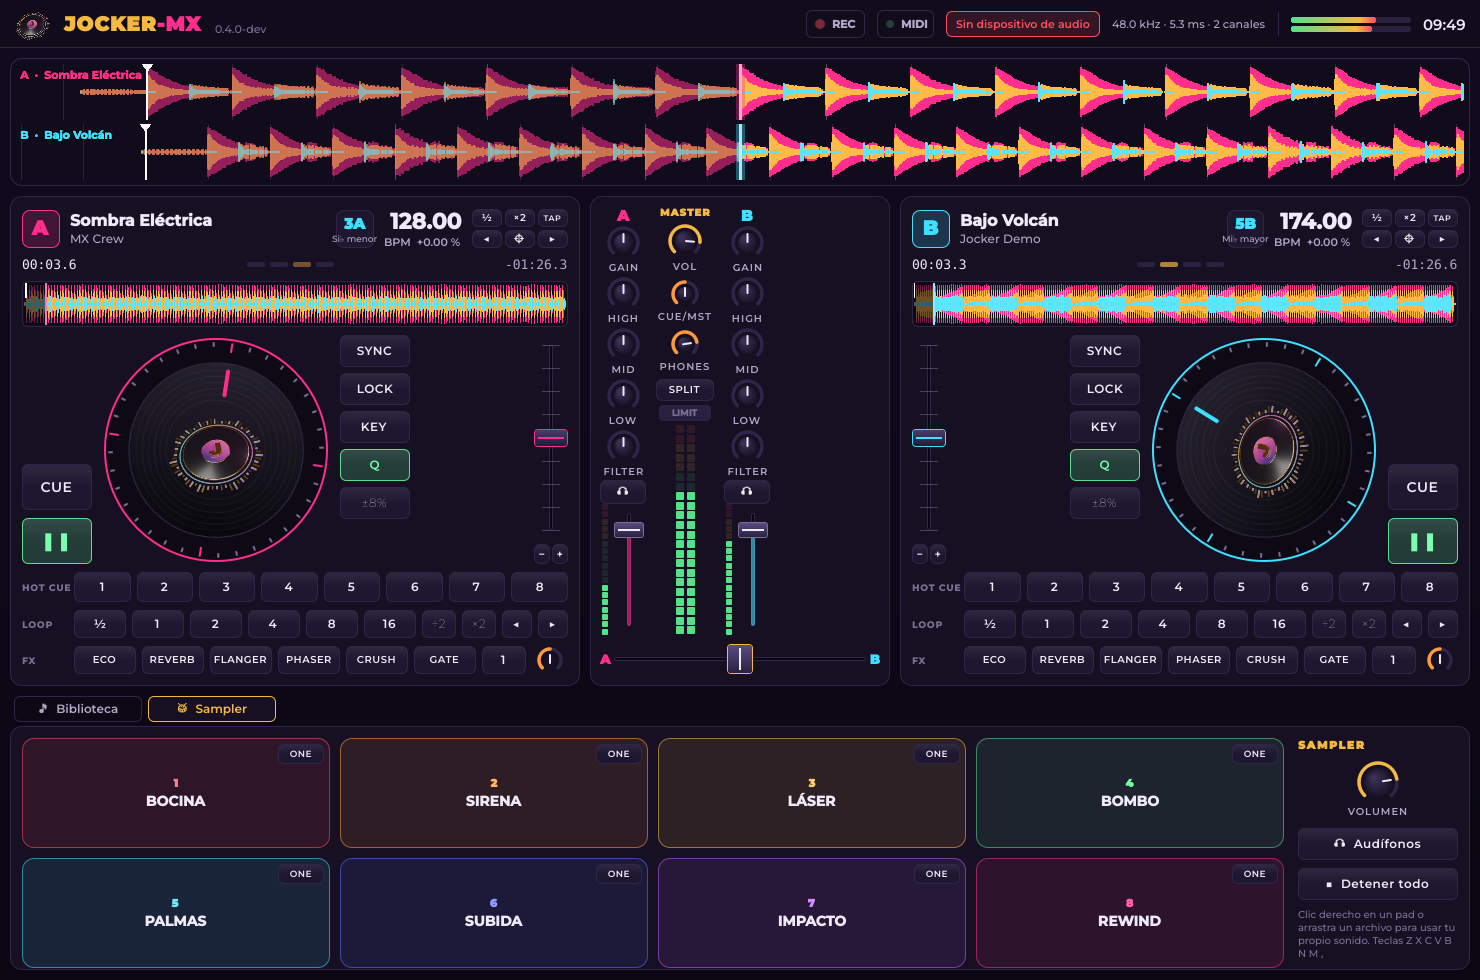 JOCKER-MX 0.4.0-dev
REC
MIDI
Sin dispositivo de audio
48.0 kHz · 5.3 ms · 2 canales
09:49
A · Sombra Eléctrica
B · Bajo Volcán
A
Sombra Eléctrica
MX Crew
3A
Si♭ menor
128.00
BPM +0.00 %
½ ×2 TAP
00:03.6
-01:26.3
SYNC
LOCK
KEY
Q
±8%
CUE
− +
HOT CUE 1 2 3 4 5 6 7 8
LOOP ½ 1 2 4 8 16 ÷2 ×2
FX ECO REVERB FLANGER PHASER CRUSH GATE 1
A MASTER B
GAIN VOL GAIN
HIGH CUE/MST HIGH
MID PHONES MID
SPLIT
LIMIT
LOW LOW
FILTER FILTER
A B
B
Bajo Volcán
Jocker Demo
5B
Mi♭ mayor
174.00
BPM +0.00 %
½ ×2 TAP
00:03.3
-01:26.6
SYNC
LOCK
KEY
Q
±8%
CUE
− +
HOT CUE 1 2 3 4 5 6 7 8
LOOP ½ 1 2 4 8 16 ÷2 ×2
FX ECO REVERB FLANGER PHASER CRUSH GATE 1
Biblioteca
Sampler
ONE
1
BOCINA
ONE
2
SIRENA
ONE
3
LÁSER
ONE
4
BOMBO
ONE
5
PALMAS
ONE
6
SUBIDA
ONE
7
IMPACTO
ONE
8
REWIND
SAMPLER
VOLUMEN
Audífonos
Detener todo
Clic derecho en un pad o
arrastra un archivo para usar tu
propio sonido. Teclas Z X C V B
N M ,